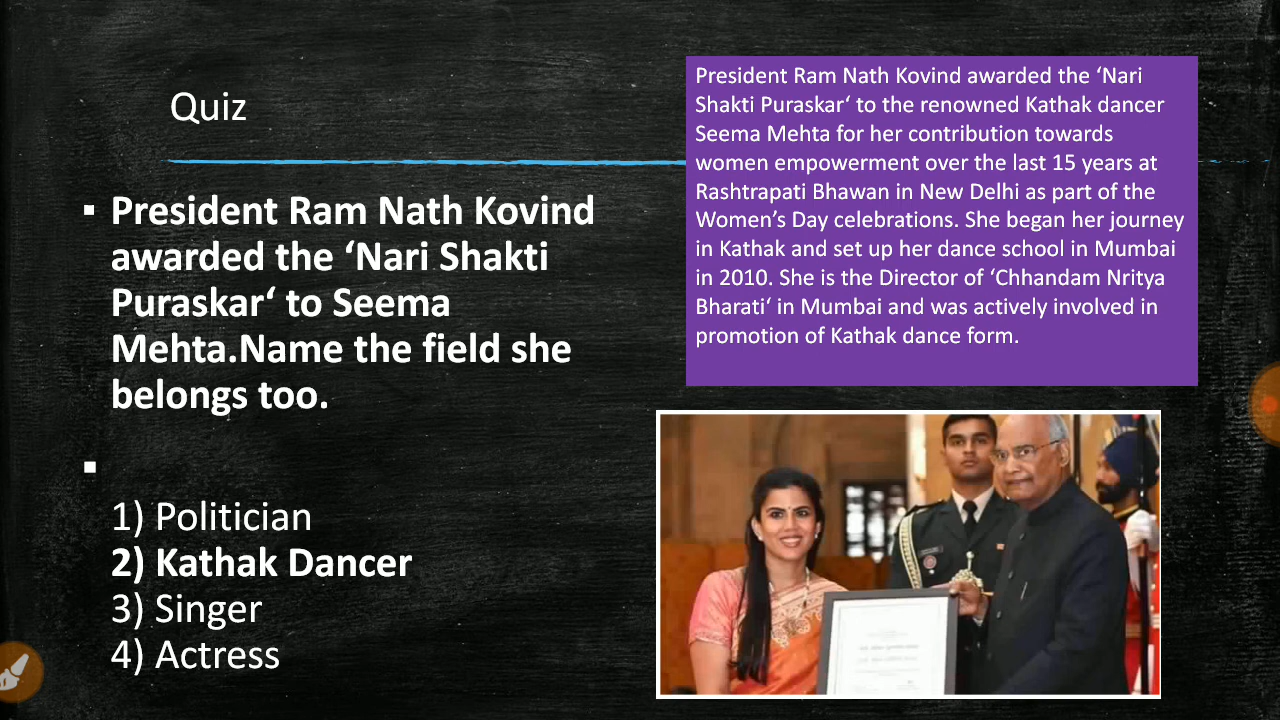 Quiz
President Ram Nath Kovind
awarded the ‘Nari Shakti
Puraskar‘ to Seema
Mehta.Name the field she
belongs too.
1) Politician
2) Kathak Dancer
3) Singer
4) Actress
President Ram Nath Kovind awarded the ‘Nari
Shakti Puraskar‘ to the renowned Kathak dancer
Seema Mehta for her contribution towards
women empowerment over the last 15 years at
Rashtrapati Bhawan in New Delhi as part of the
Women’s Day celebrations. She began her journey
in Kathak and set up her dance school in Mumbai
in 2010. She is the Director of ‘Chhandam Nritya
Bharati‘ in Mumbai and was actively involved in
promotion of Kathak dance form.